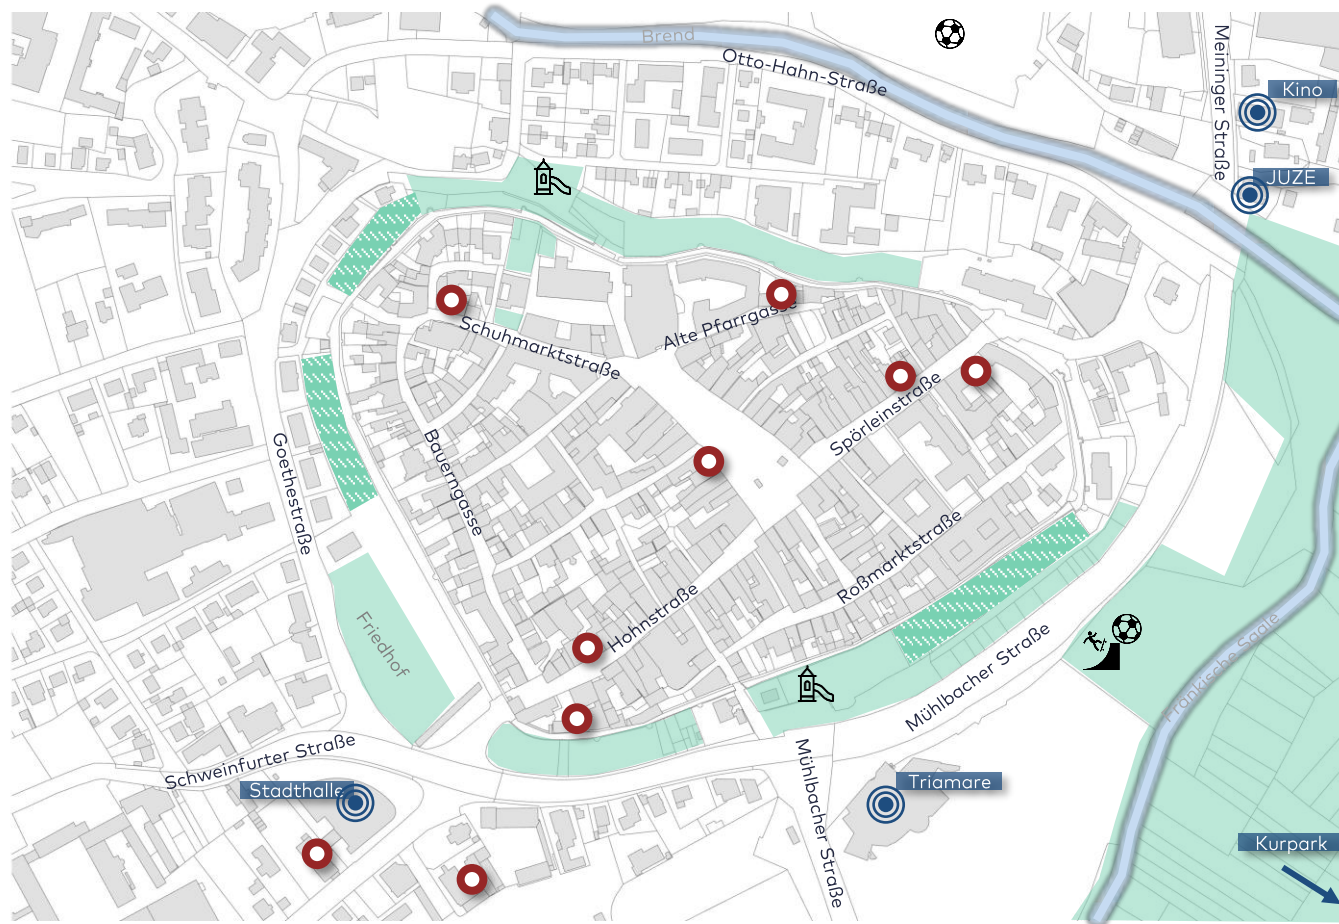 Brend
Otto-Hahn-Straße
Meininger Straße
Kino
JUZE
Schuhmarktstraße
Alte Pfarrgasse
Spörleinstraße
Bauerngasse
Goethestraße
Roßmarktstraße
Hohnstraße
Friedhof
Mühlbacher Straße
Fränkische Saale
Schweinfurter Straße
Stadthalle
Mühlbacher Straße
Triamare
Kurpark